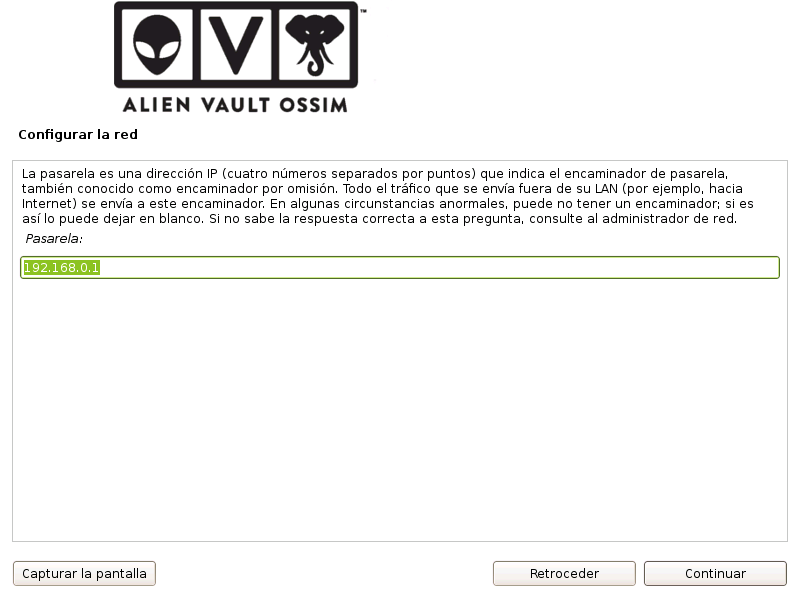 ™
ALIEN VAULT OSSIM
Configurar la red
La pasarela es una dirección IP (cuatro números separados por puntos) que indica el encaminador de pasarela,
también conocido como encaminador por omisión. Todo el tráfico que se envía fuera de su LAN (por ejemplo, hacia
Internet) se envía a este encaminador. En algunas circunstancias anormales, puede no tener un encaminador; si es
así lo puede dejar en blanco. Si no sabe la respuesta correcta a esta pregunta, consulte al administrador de red.
Pasarela:
192.168.0.1
Capturar la pantalla
Retroceder
Continuar